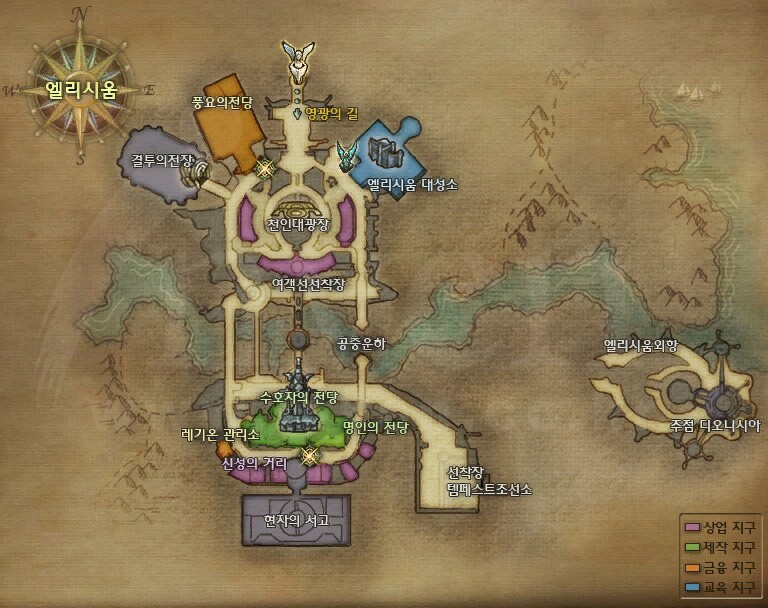 N
엘리시움
W
E
S
풍요의전당
영광의 길
결투의전장
엘리시움 대성소
천인대광장
여객선선착장
공중운하
엘리시움외항
수호자의 전당
주점 디오니시아
레기온 관리소
명인의 전당
신성의 거리
선착장
템페스트조선소
현자의 서고
상업 지구
제작 지구
금융 지구
교육 지구